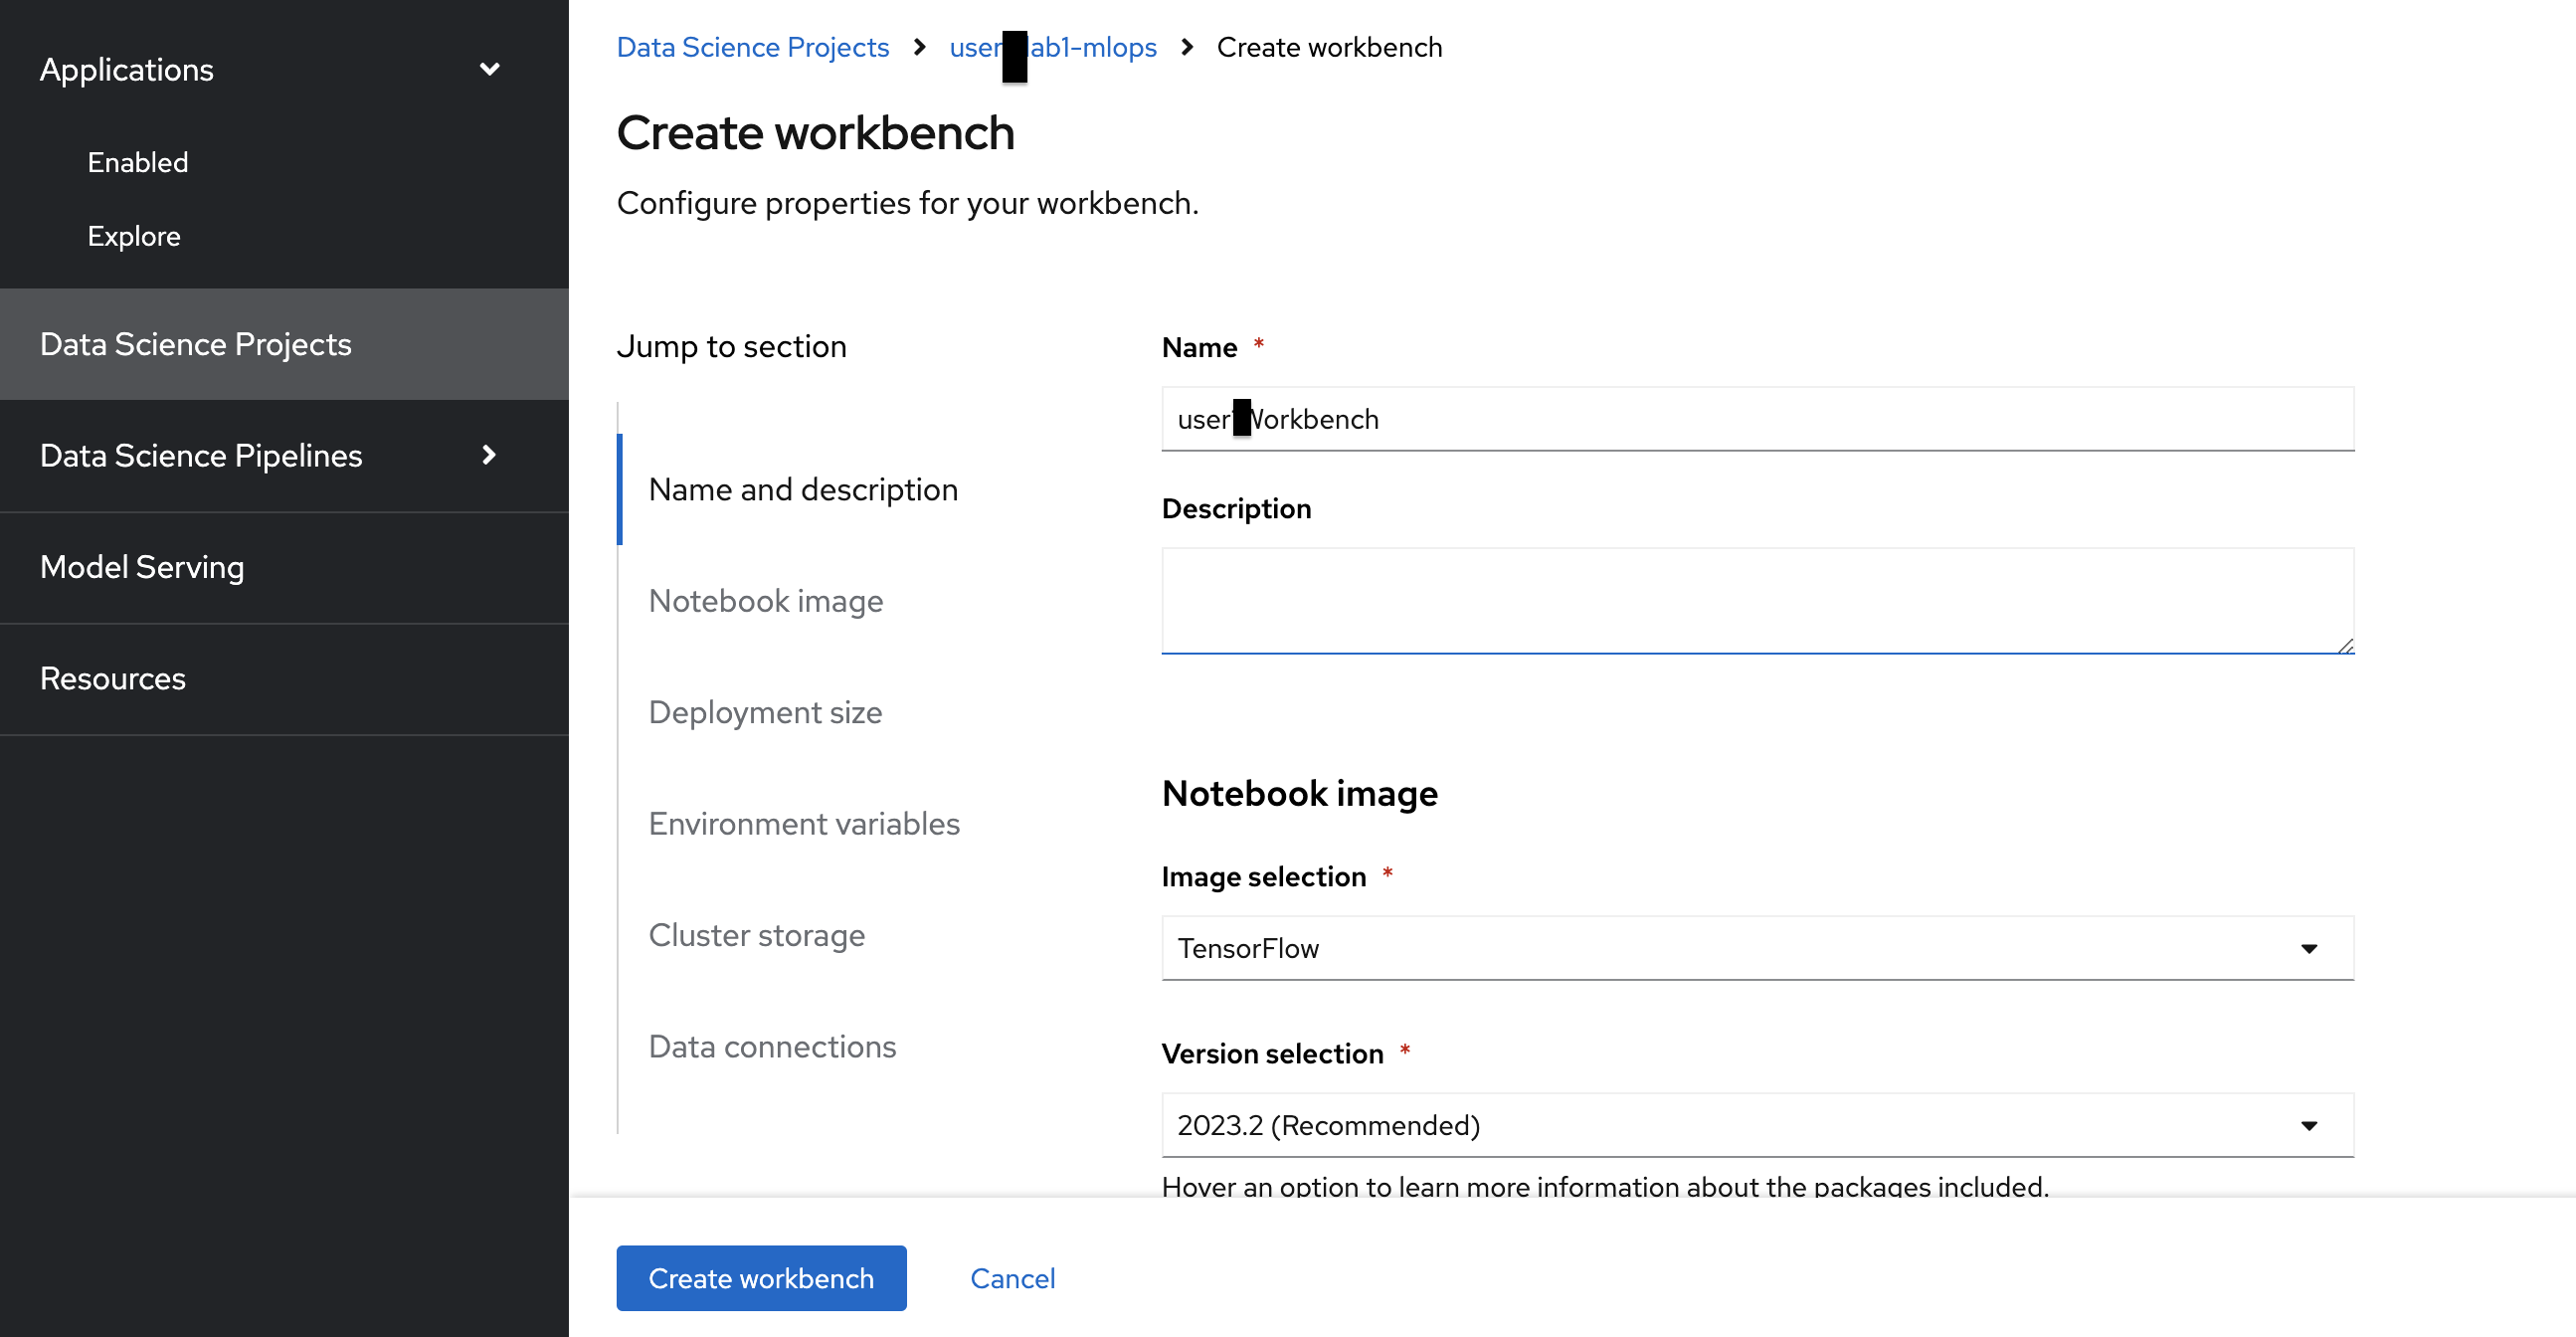 Applications
Enabled
Explore
Data Science Projects
Data Science Pipelines
Model Serving
Resources
Data Science Projects > user lab1-mlops > Create workbench
Create workbench
Configure properties for your workbench.
Jump to section
Name and description
Notebook image
Deployment size
Environment variables
Cluster storage
Data connections
Name *
user Workbench
Description
Notebook image
Image selection *
TensorFlow
Version selection *
2023.2 (Recommended)
Hover an option to learn more information about the packages included.
Create workbench
Cancel